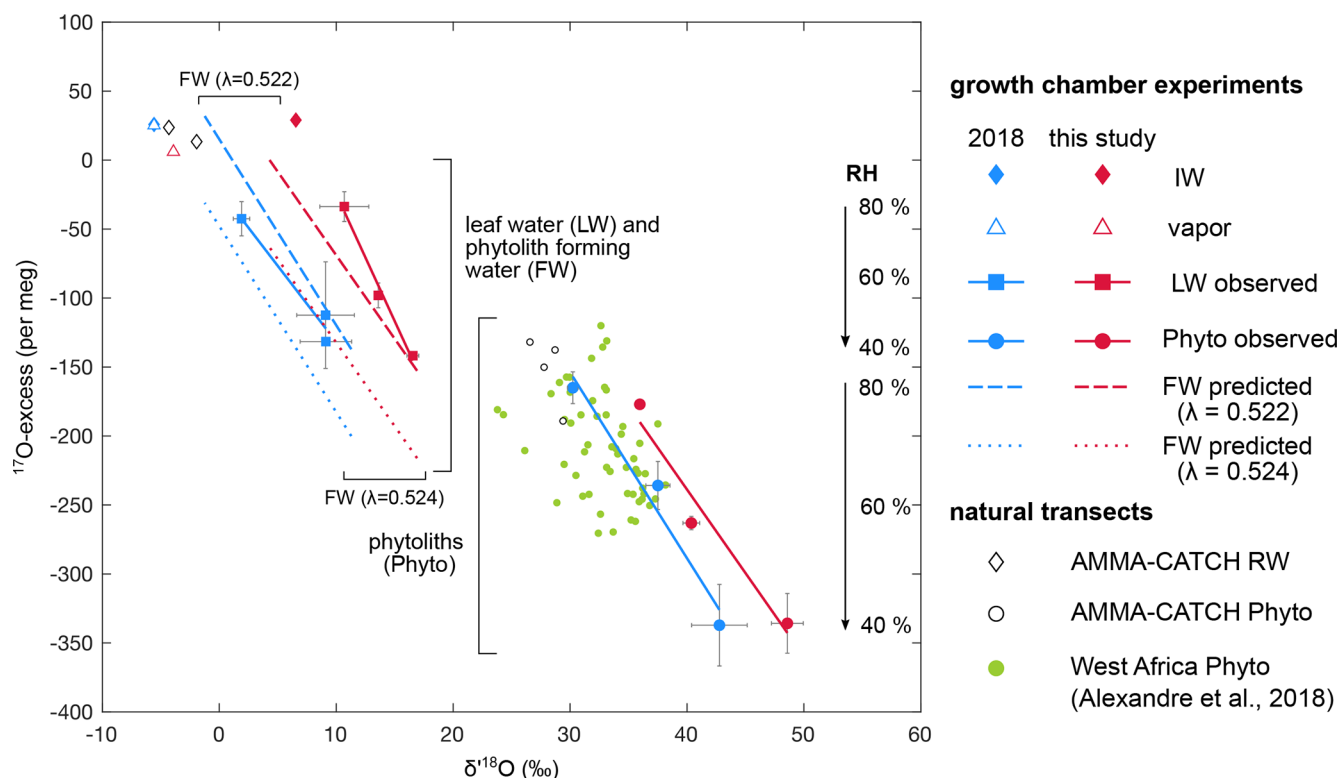 100
50
0
-50
-100
-150
-200
-250
-300
-350
-400
-10
0
10
20
30
40
50
60
¹⁷O-excess (per meg)
δ'¹⁸O (‰)
FW (λ=0.522)
leaf water (LW) and
phytolith forming
water (FW)
FW (λ=0.524)
phytoliths
(Phyto)
RH
80 %
60 %
40 %
80 %
60 %
40 %
growth chamber experiments
2018 this study
IW
vapor
LW observed
Phyto observed
FW predicted
(λ = 0.522)
FW predicted
(λ = 0.524)
natural transects
AMMA-CATCH RW
AMMA-CATCH Phyto
West Africa Phyto
(Alexandre et al., 2018)